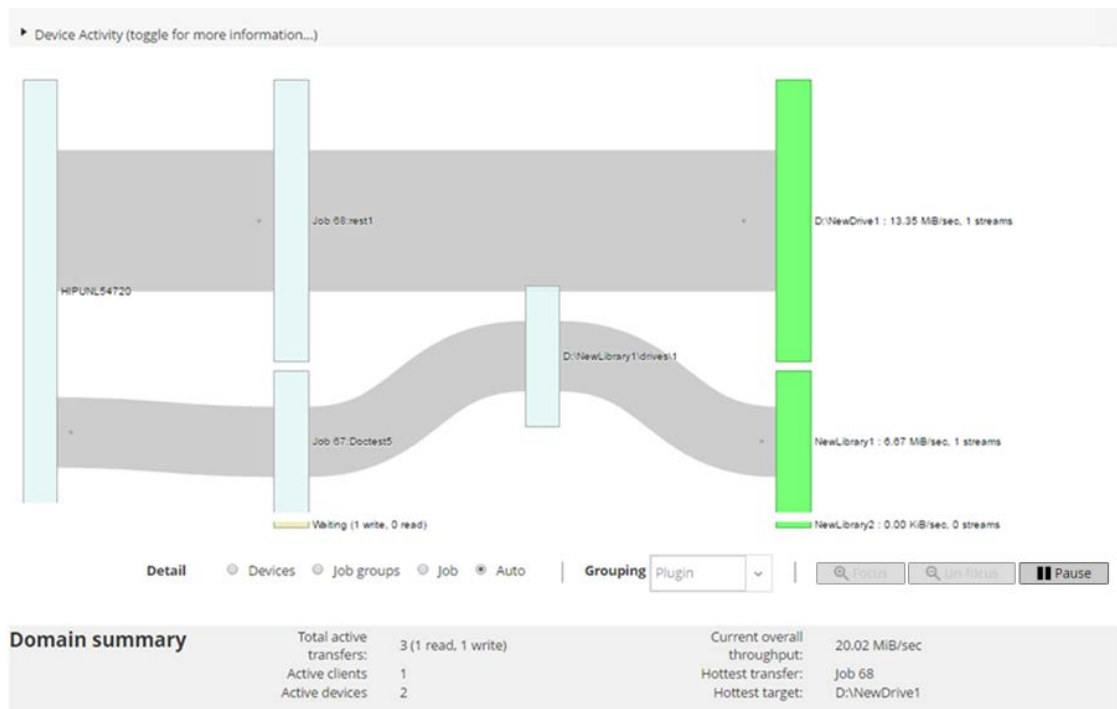 Device Activity (toggle for more information...)
Job 68:rest1
D:\NewDrive1 : 13.35 MiB/sec, 1 streams
HIPUNL54720
D:\NewLibrary1\drives\1
Job 67:Doctest5
NewLibrary1 : 6.67 MiB/sec, 1 streams
Waiting (1 write, 0 read)
NewLibrary2 : 0.00 KiB/sec, 0 streams
Detail Devices Job groups Job Auto Grouping Plugin Focus Un-focus Pause
Domain summary
Total active transfers: 3 (1 read, 1 write)
Active clients 1
Active devices 2
Current overall throughput: 20.02 MiB/sec
Hottest transfer: Job 68
Hottest target: D:\NewDrive1